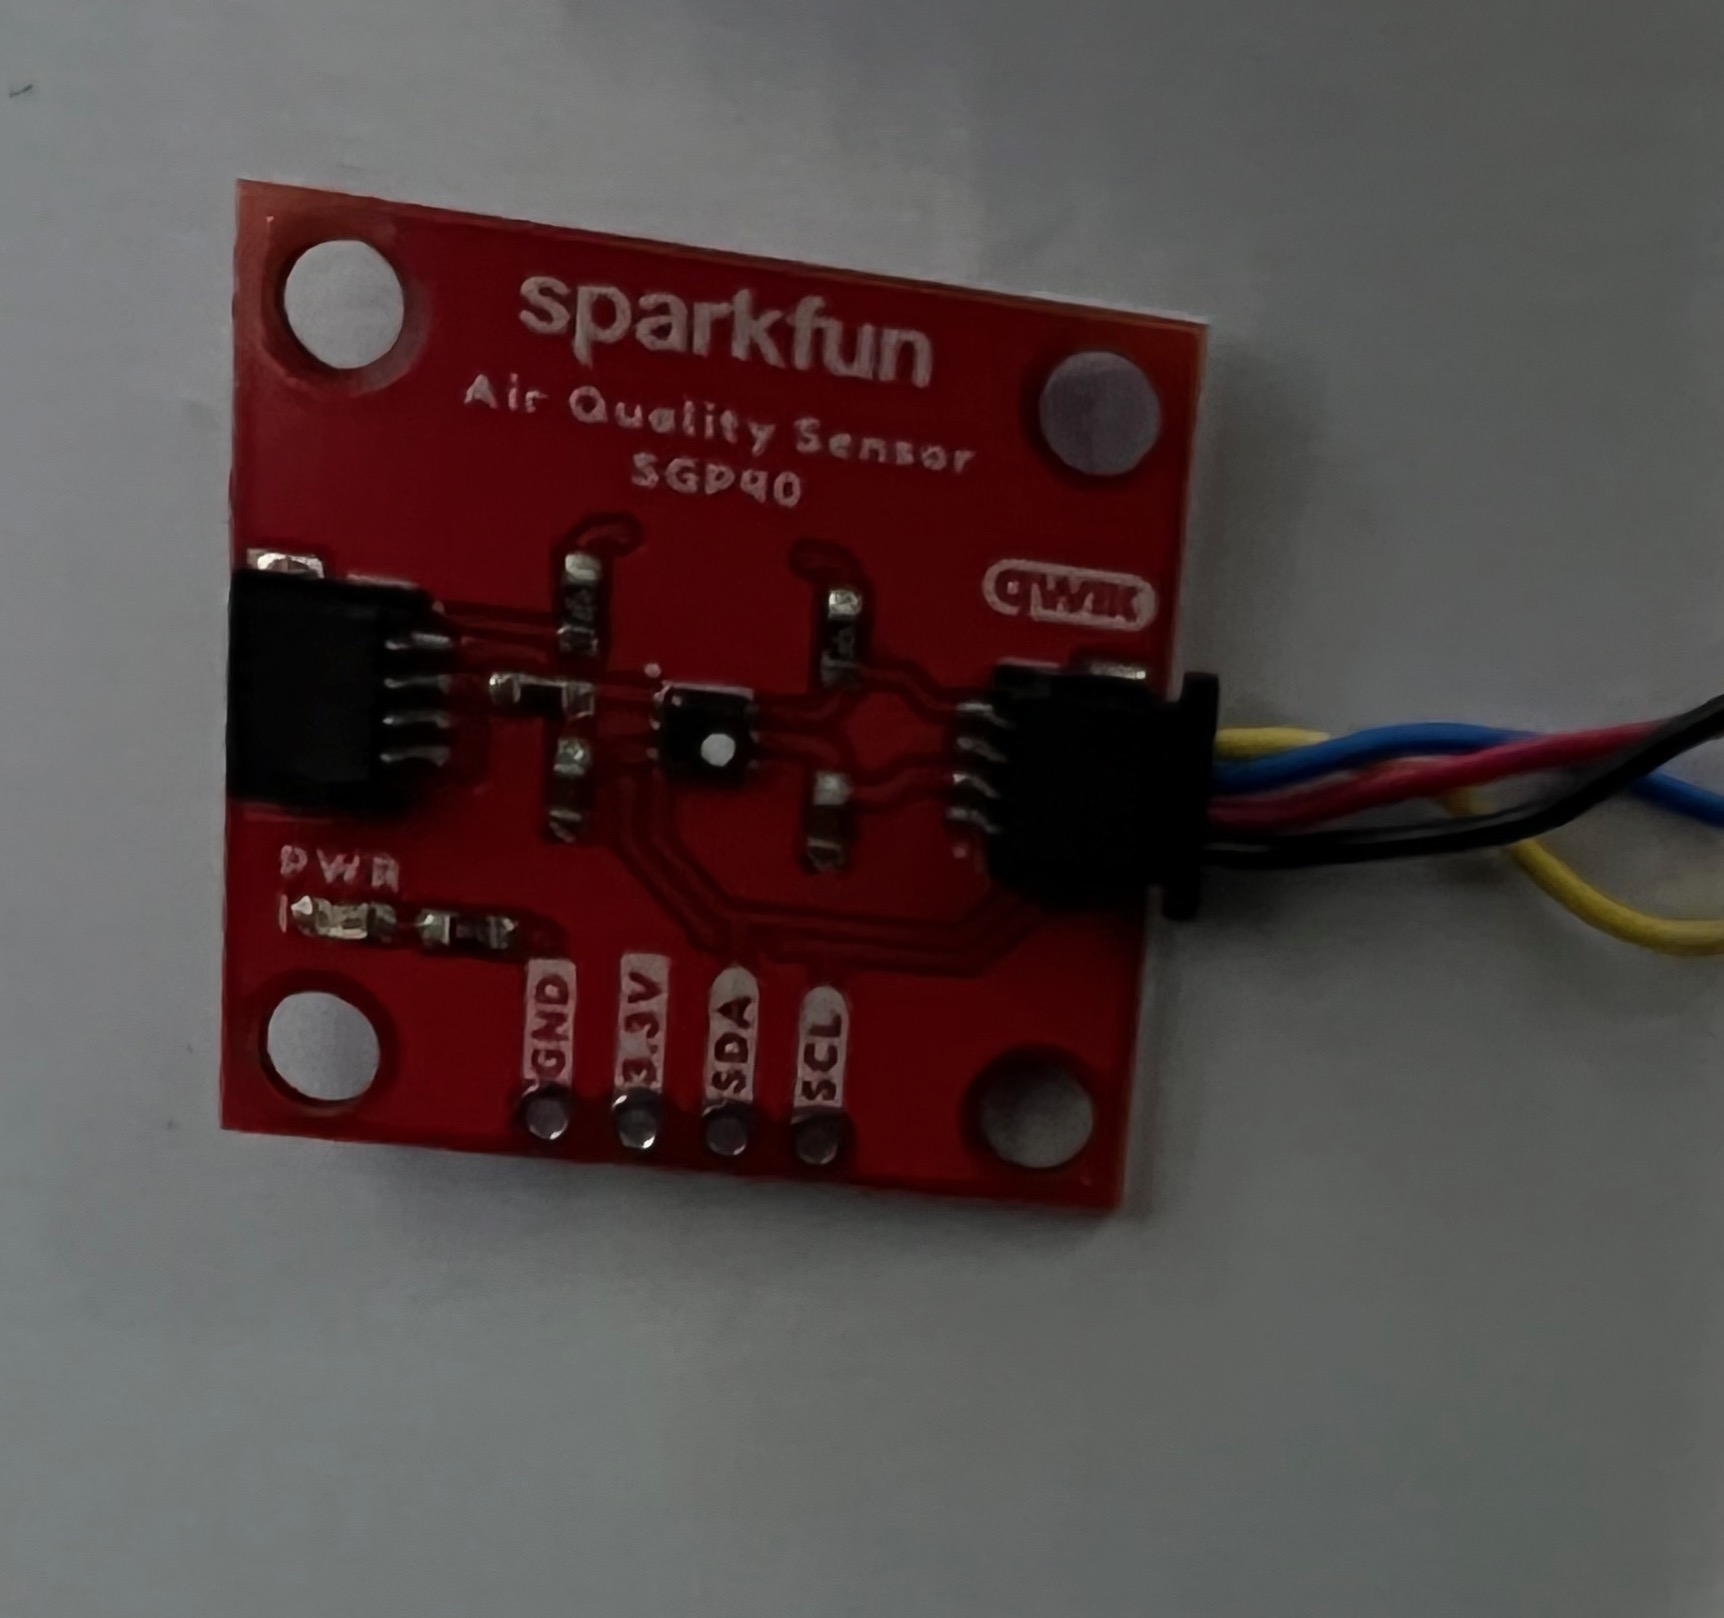 sparkfun
Air Quality Sensor
SGP40
qwiic
PWR
GND
3.3V
SDA
SCL